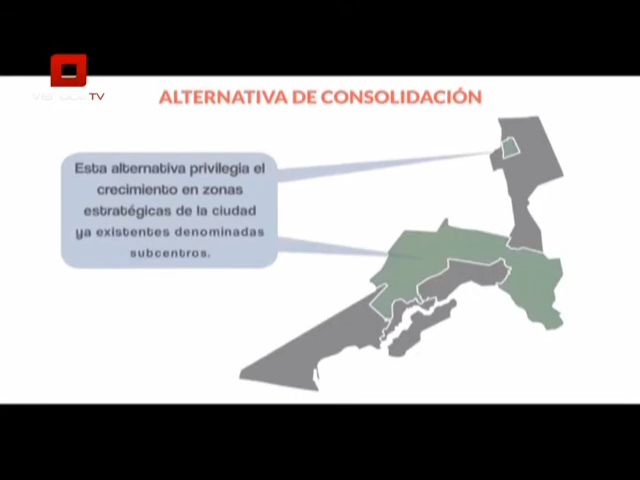 TV
ALTERNATIVA DE CONSOLIDACIÓN
Esta alternativa privilegia el
crecimiento en zonas
estratégicas de la ciudad
ya existentes denominadas
subcentros.